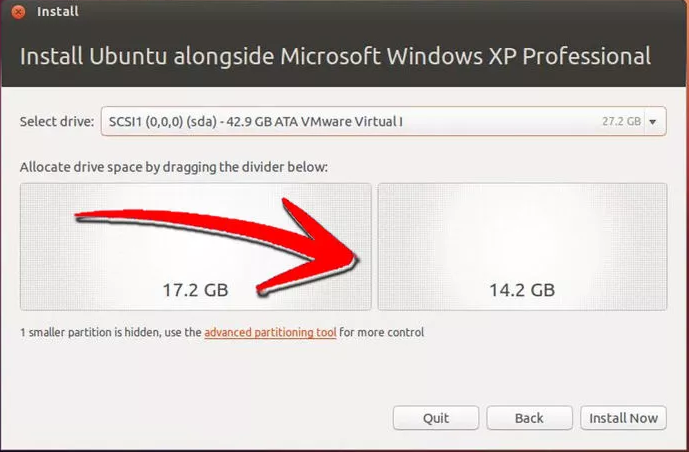 Install
Install Ubuntu alongside Microsoft Windows XP Professional
Select drive: SCSI1 (0,0,0) (sda) - 42.9 GB ATA VMware Virtual I 27.2 GB
Allocate drive space by dragging the divider below:
17.2 GB 14.2 GB
1 smaller partition is hidden, use the advanced partitioning tool for more control
Quit Back Install Now